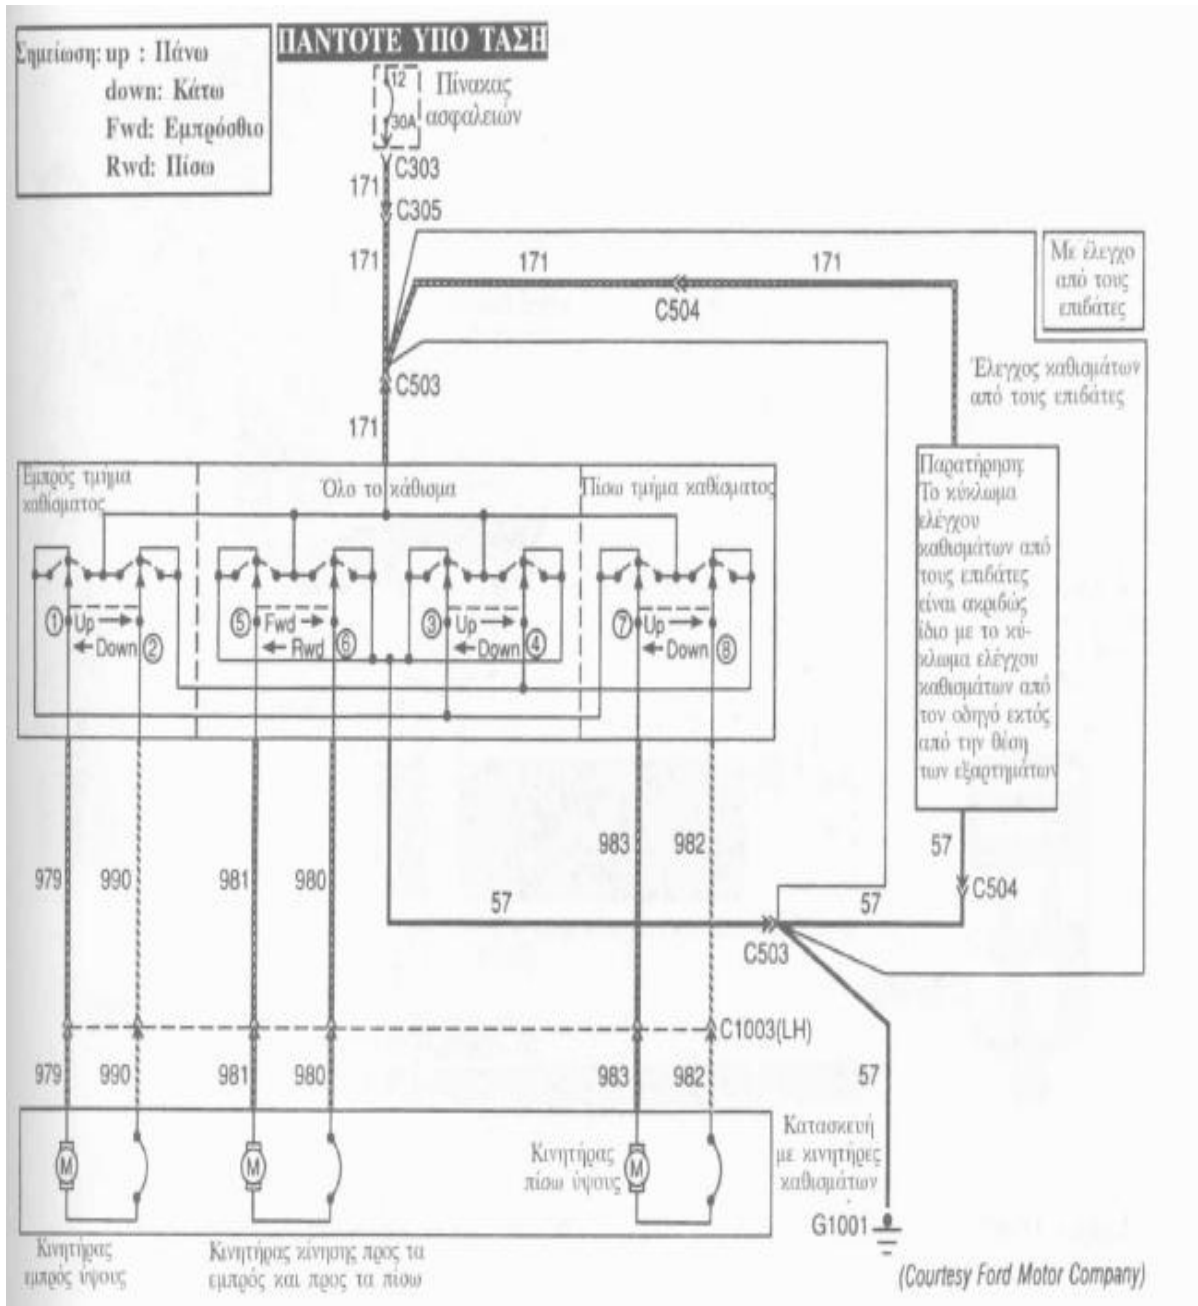 ΠΑΝΤΟΤΕ ΥΠΟ ΤΑΣΗ
Σημείωση: up : Πάνω
down: Κάτω
Fwd: Εμπρόσθιο
Rwd: Πίσω
12
30A
Πίνακας
ασφαλειών
C303
171
C305
171
171
171
C504
Με έλεγχο
από τους
επιβάτες
C503
Έλεγχος καθισμάτων
από τους επιβάτες
171
Εμπρός τμήμα
καθίσματος
Όλο το κάθισμα
Πίσω τμήμα καθίσματος
Παρατήρηση:
Το κύκλωμα
ελέγχου
καθισμάτων από
τους επιβάτες
είναι ακριβώς
ίδιο με το κύ-
κλωμα ελέγχου
καθισμάτων από
τον οδηγό εκτός
από την θέση
των εξαρτημάτων
1 Up
Down 2
5 Fwd
Rwd 6
3 Up
Down 4
7 Up
Down 8
979
990
981
980
983
982
57
57
57
C504
C503
C1003(LH)
979
990
981
980
983
982
57
M
M
M
Κινητήρας
πίσω ύψους
Κατασκευή
με κινητήρες
καθισμάτων
G1001
Κινητήρας
εμπρός ύψους
Κινητήρας κίνησης προς τα
εμπρός και προς τα πίσω
(Courtesy Ford Motor Company)